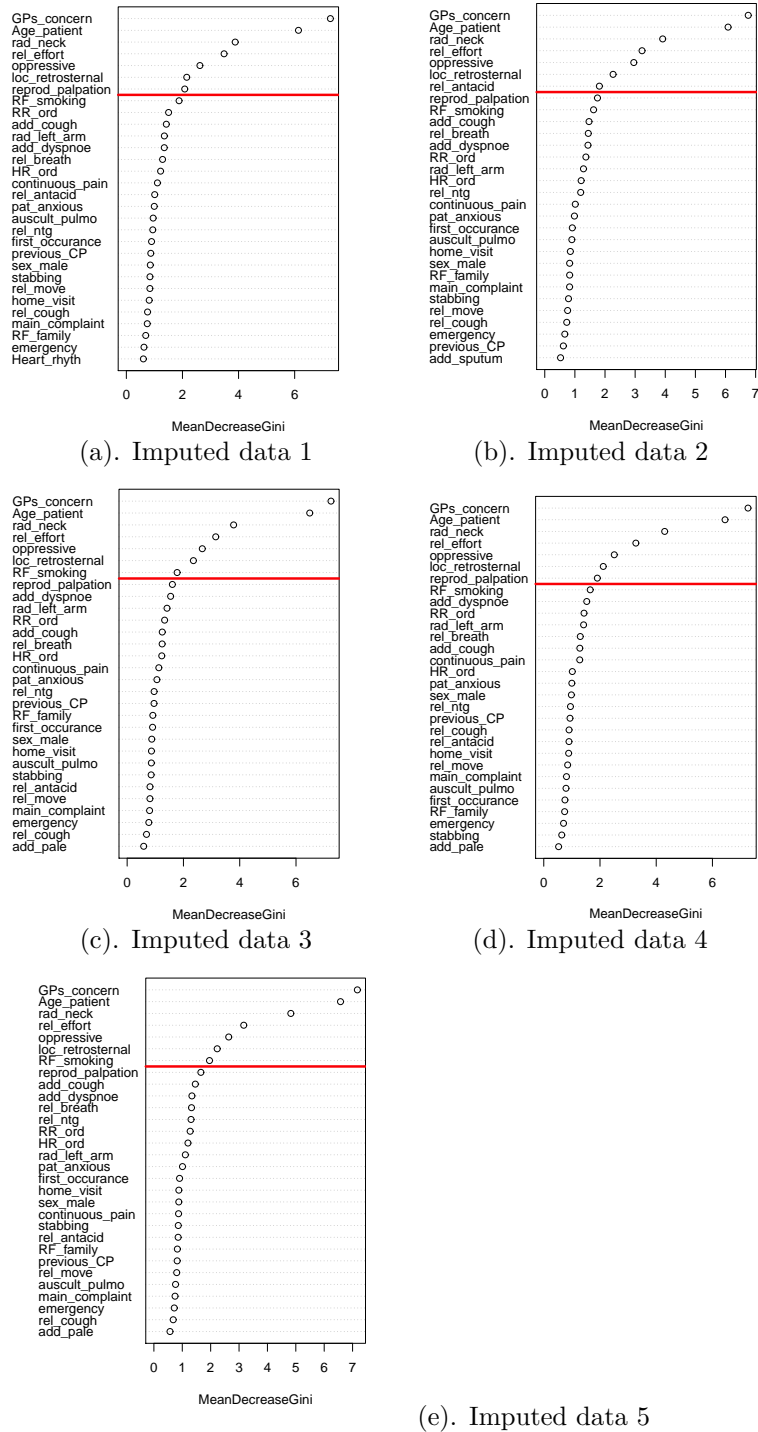 GPs_concern
Age_patient
rad_neck
rel_effort
oppressive
loc_retrosternal
reprod_palpation
RF_smoking
RR_ord
add_cough
rad_left_arm
add_dyspnoe
rel_breath
HR_ord
continuous_pain
rel_antacid
pat_anxious
auscult_pulmo
rel_ntg
first_occurance
previous_CP
sex_male
stabbing
rel_move
home_visit
rel_cough
main_complaint
RF_family
emergency
Heart_rhyth
0 2 4 6
MeanDecreaseGini
(a). Imputed data 1
GPs_concern
Age_patient
rad_neck
rel_effort
oppressive
loc_retrosternal
rel_antacid
reprod_palpation
RF_smoking
add_cough
rel_breath
add_dyspnoe
RR_ord
rad_left_arm
HR_ord
rel_ntg
continuous_pain
pat_anxious
first_occurance
auscult_pulmo
home_visit
sex_male
RF_family
main_complaint
stabbing
rel_move
rel_cough
emergency
previous_CP
add_sputum
0 1 2 3 4 5 6 7
MeanDecreaseGini
(b). Imputed data 2
GPs_concern
Age_patient
rad_neck
rel_effort
oppressive
loc_retrosternal
RF_smoking
reprod_palpation
add_dyspnoe
rad_left_arm
RR_ord
add_cough
rel_breath
HR_ord
continuous_pain
pat_anxious
rel_ntg
previous_CP
RF_family
first_occurance
sex_male
home_visit
auscult_pulmo
stabbing
rel_antacid
rel_move
main_complaint
emergency
rel_cough
add_pale
0 2 4 6
MeanDecreaseGini
(c). Imputed data 3
GPs_concern
Age_patient
rad_neck
rel_effort
oppressive
loc_retrosternal
reprod_palpation
RF_smoking
add_dyspnoe
RR_ord
rad_left_arm
rel_breath
add_cough
continuous_pain
HR_ord
pat_anxious
sex_male
rel_ntg
previous_CP
rel_cough
rel_antacid
home_visit
rel_move
main_complaint
auscult_pulmo
first_occurance
RF_family
emergency
stabbing
add_pale
0 2 4 6
MeanDecreaseGini
(d). Imputed data 4
GPs_concern
Age_patient
rad_neck
rel_effort
oppressive
loc_retrosternal
RF_smoking
reprod_palpation
add_cough
add_dyspnoe
rel_breath
rel_ntg
RR_ord
HR_ord
rad_left_arm
pat_anxious
first_occurance
home_visit
sex_male
continuous_pain
stabbing
rel_antacid
RF_family
previous_CP
rel_move
auscult_pulmo
main_complaint
emergency
rel_cough
add_pale
0 1 2 3 4 5 6 7
MeanDecreaseGini
(e). Imputed data 5